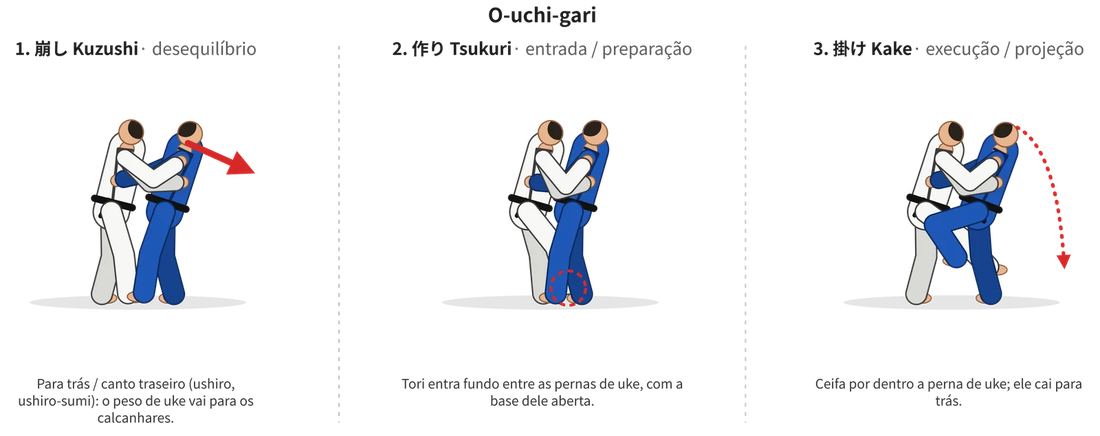 O-uchi-gari
1. 崩し Kuzushi · desequilíbrio
Para trás / canto traseiro (ushiro,
ushiro-sumi): o peso de uke vai para os
calcanhares.
2. 作り Tsukuri · entrada / preparação
Tori entra fundo entre as pernas de uke, com a
base dele aberta.
3. 掛け Kake · execução / projeção
Ceifa por dentro a perna de uke; ele cai para
trás.